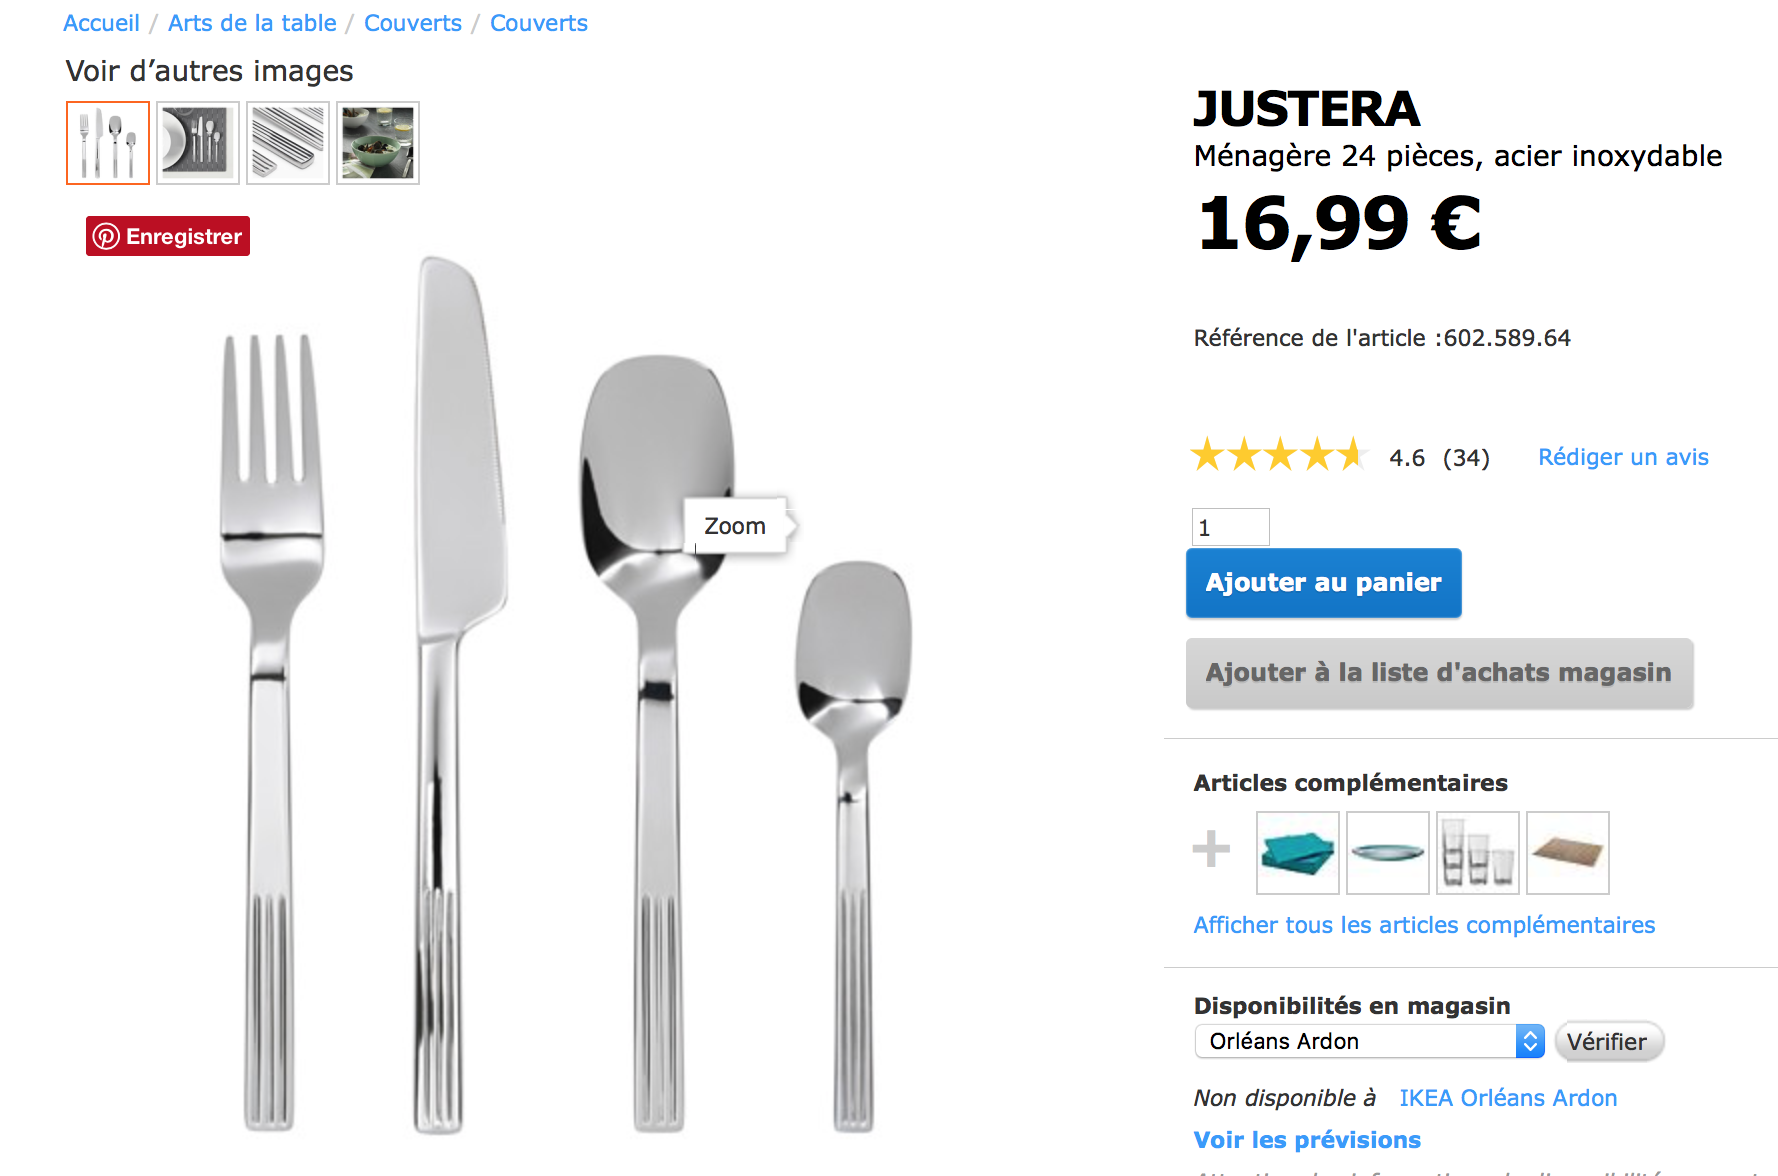 Accueil / Arts de la table / Couverts / Couverts
Voir d’autres images
Enregistrer
Zoom
JUSTERA
Ménagère 24 pièces, acier inoxydable
16,99 €
Référence de l'article :602.589.64
4.6 (34) Rédiger un avis
1
Ajouter au panier
Ajouter à la liste d'achats magasin
Articles complémentaires
Afficher tous les articles complémentaires
Disponibilités en magasin
Orléans Ardon Vérifier
Non disponible à IKEA Orléans Ardon
Voir les prévisions